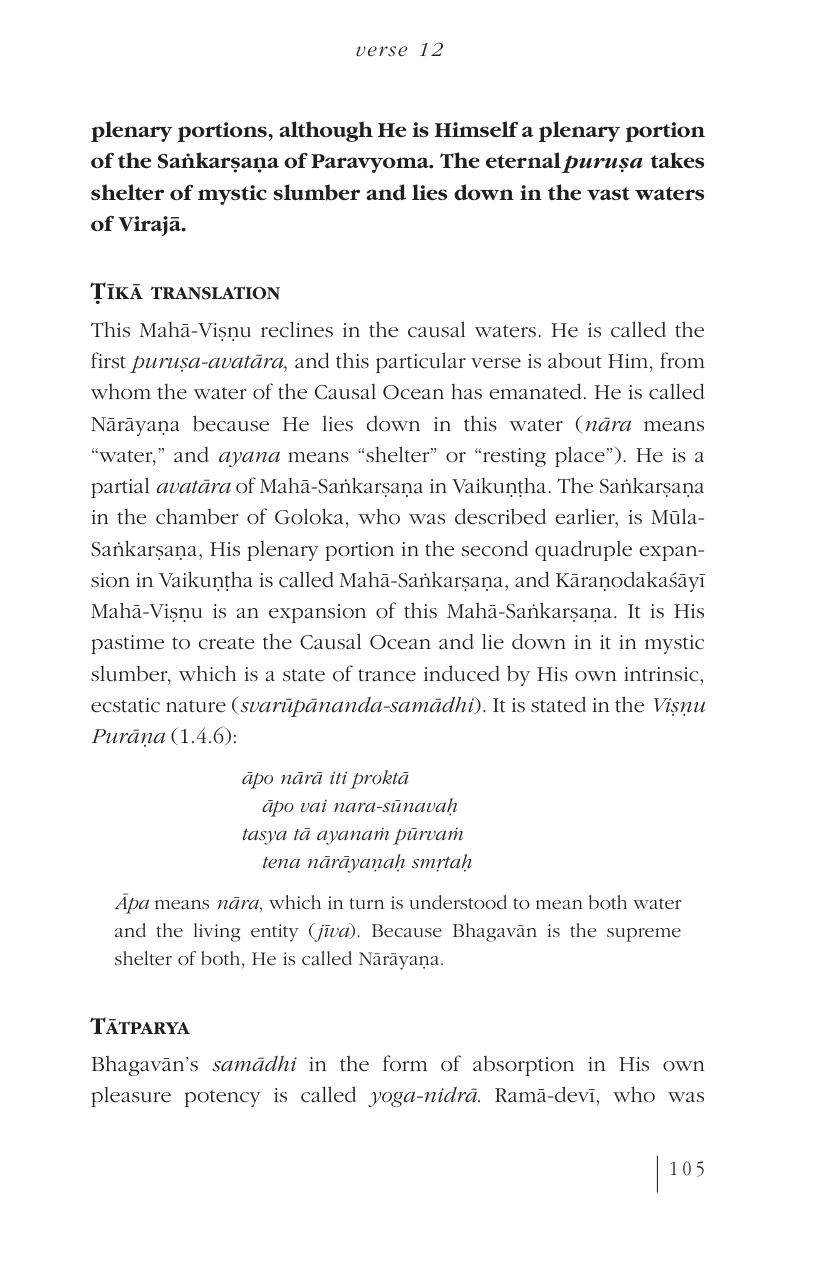 verse 12
plenary portions, although He is Himself a plenary portion
of the Saṅkarṣaṇa of Paravyoma. The eternal puruṣa takes
shelter of mystic slumber and lies down in the vast waters
of Virajā.
Ṭīkā translation
This Mahā-Viṣṇu reclines in the causal waters. He is called the
first puruṣa-avatāra, and this particular verse is about Him, from
whom the water of the Causal Ocean has emanated. He is called
Nārāyaṇa because He lies down in this water (nāra means
“water,” and ayana means “shelter” or “resting place”). He is a
partial avatāra of Mahā-Saṅkarṣaṇa in Vaikuṇṭha. The Saṅkarṣaṇa
in the chamber of Goloka, who was described earlier, is Mūla-
Saṅkarṣaṇa, His plenary portion in the second quadruple expan-
sion in Vaikuṇṭha is called Mahā-Saṅkarṣaṇa, and Kāraṇodakaśāyī
Mahā-Viṣṇu is an expansion of this Mahā-Saṅkarṣaṇa. It is His
pastime to create the Causal Ocean and lie down in it in mystic
slumber, which is a state of trance induced by His own intrinsic,
ecstatic nature (svarūpānanda-samādhi). It is stated in the Viṣṇu
Purāṇa (1.4.6):
āpo nārā iti proktā
āpo vai nara-sūnavaḥ
tasya tā ayanaṁ pūrvaṁ
tena nārāyaṇaḥ smṛtaḥ
Āpa means nāra, which in turn is understood to mean both water
and the living entity (jīva). Because Bhagavān is the supreme
shelter of both, He is called Nārāyaṇa.
Tātparya
Bhagavān’s samādhi in the form of absorption in His own
pleasure potency is called yoga-nidrā. Ramā-devī, who was
105